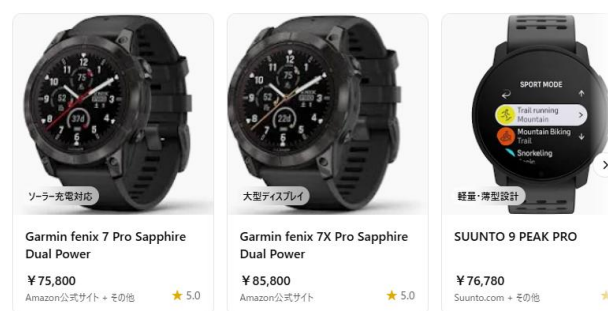 SPORT MODE
Trail running
Mountain
Mountain Biking
Trail
Snorkeling
ソーラー充電対応
大型ディスプレイ
軽量・薄型設計
Garmin fenix 7 Pro Sapphire
Dual Power
¥75,800
Amazon公式サイト + その他
★ 5.0
Garmin fenix 7X Pro Sapphire
Dual Power
¥85,800
Amazon公式サイト
★ 5.0
SUUNTO 9 PEAK PRO
¥76,780
Suunto.com + その他